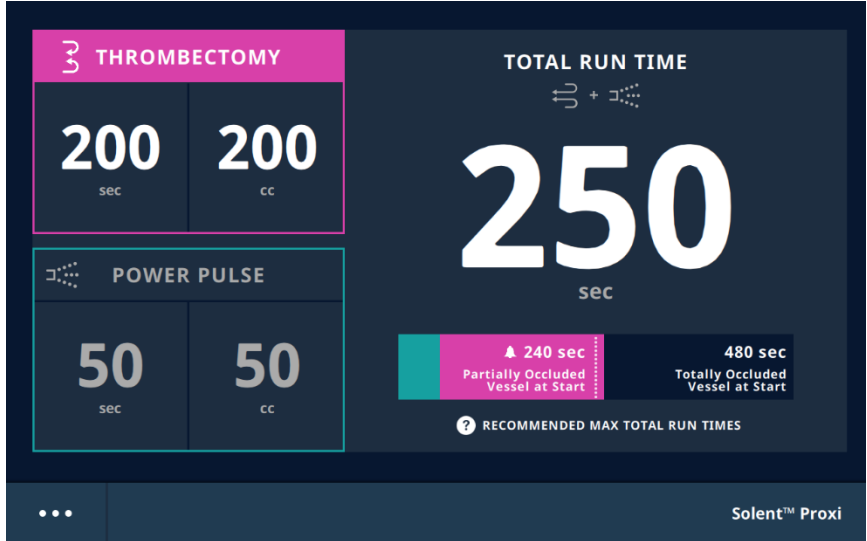 THROMBECTOMY
200
sec
200
cc
POWER PULSE
50
sec
50
cc
TOTAL RUN TIME
+
250
sec
240 sec
Partially Occluded
Vessel at Start
480 sec
Totally Occluded
Vessel at Start
? RECOMMENDED MAX TOTAL RUN TIMES
Solent™ Proxi